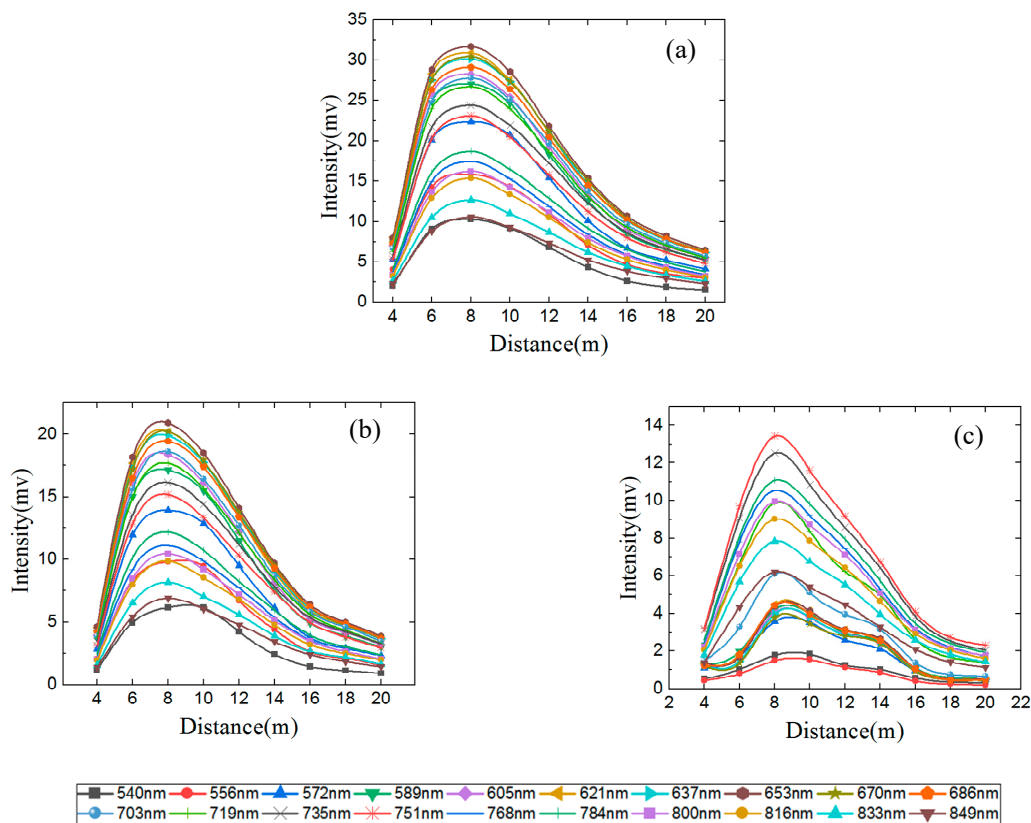 (a)
Intensity(mv)
35
30
25
20
15
10
5
0
4 6 8 10 12 14 16 18 20
Distance(m)
(b)
Intensity(mv)
20
15
10
5
0
4 6 8 10 12 14 16 18 20
Distance(m)
(c)
Intensity(mv)
14
12
10
8
6
4
2
0
2 4 6 8 10 12 14 16 18 20 22
Distance(m)
540nm 556nm 572nm 589nm 605nm 621nm 637nm 653nm 670nm 686nm
703nm 719nm 735nm 751nm 768nm 784nm 800nm 816nm 833nm 849nm